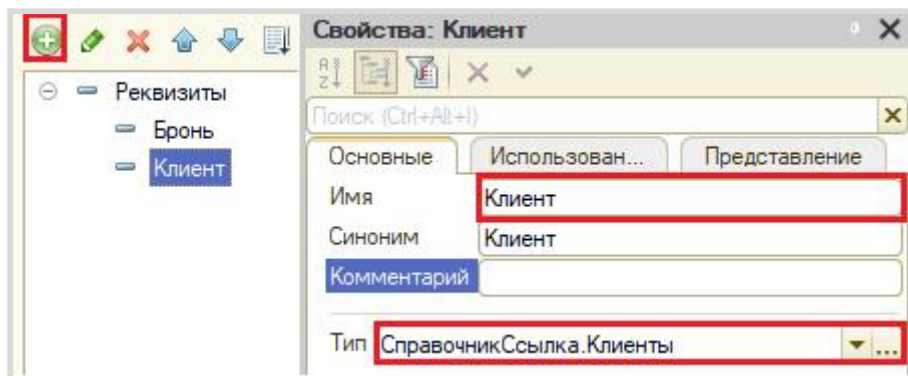 Реквизиты
Бронь
Клиент
Свойства: Клиент
Поиск (Ctrl+Alt+I)
Основные Использован... Представление
Имя Клиент
Синоним Клиент
Комментарий
Тип СправочникСсылка.Клиенты ...